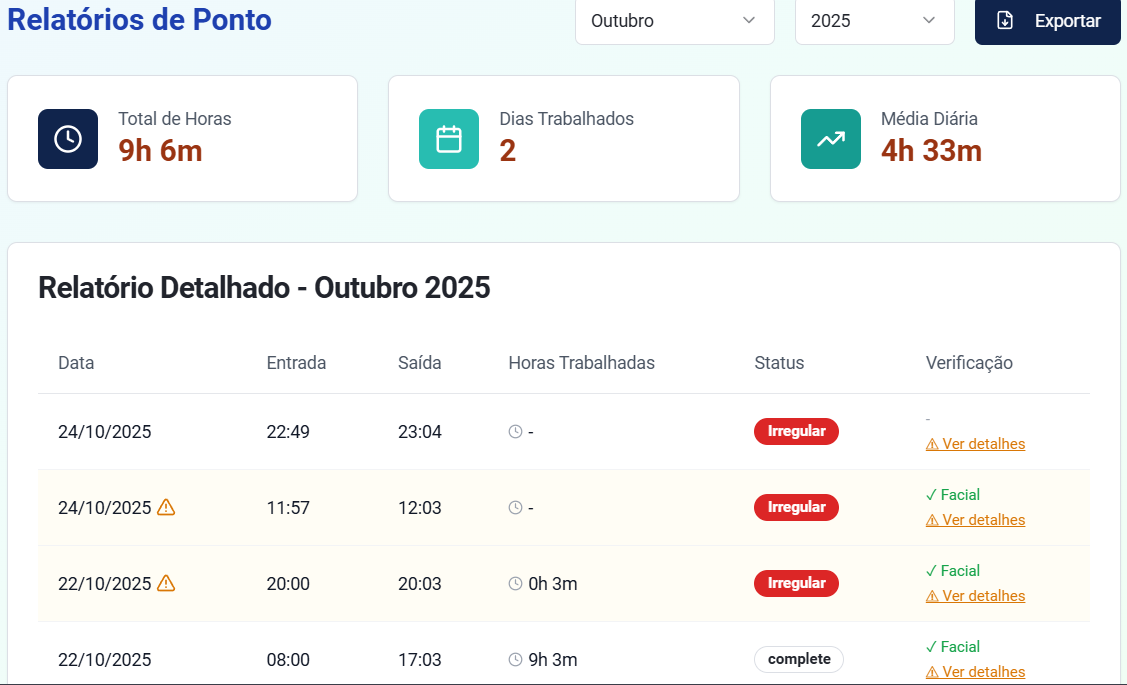 Relatórios de Ponto
Outubro
2025
Exportar
Total de Horas
9h 6m
Dias Trabalhados
2
Média Diária
4h 33m
Relatório Detalhado - Outubro 2025
Data Entrada Saída Horas Trabalhadas Status Verificação
24/10/2025 22:49 23:04 - Irregular -
Ver detalhes
24/10/2025 11:57 12:03 - Irregular ✓ Facial
Ver detalhes
22/10/2025 20:00 20:03 0h 3m Irregular ✓ Facial
Ver detalhes
22/10/2025 08:00 17:03 9h 3m complete ✓ Facial
Ver detalhes